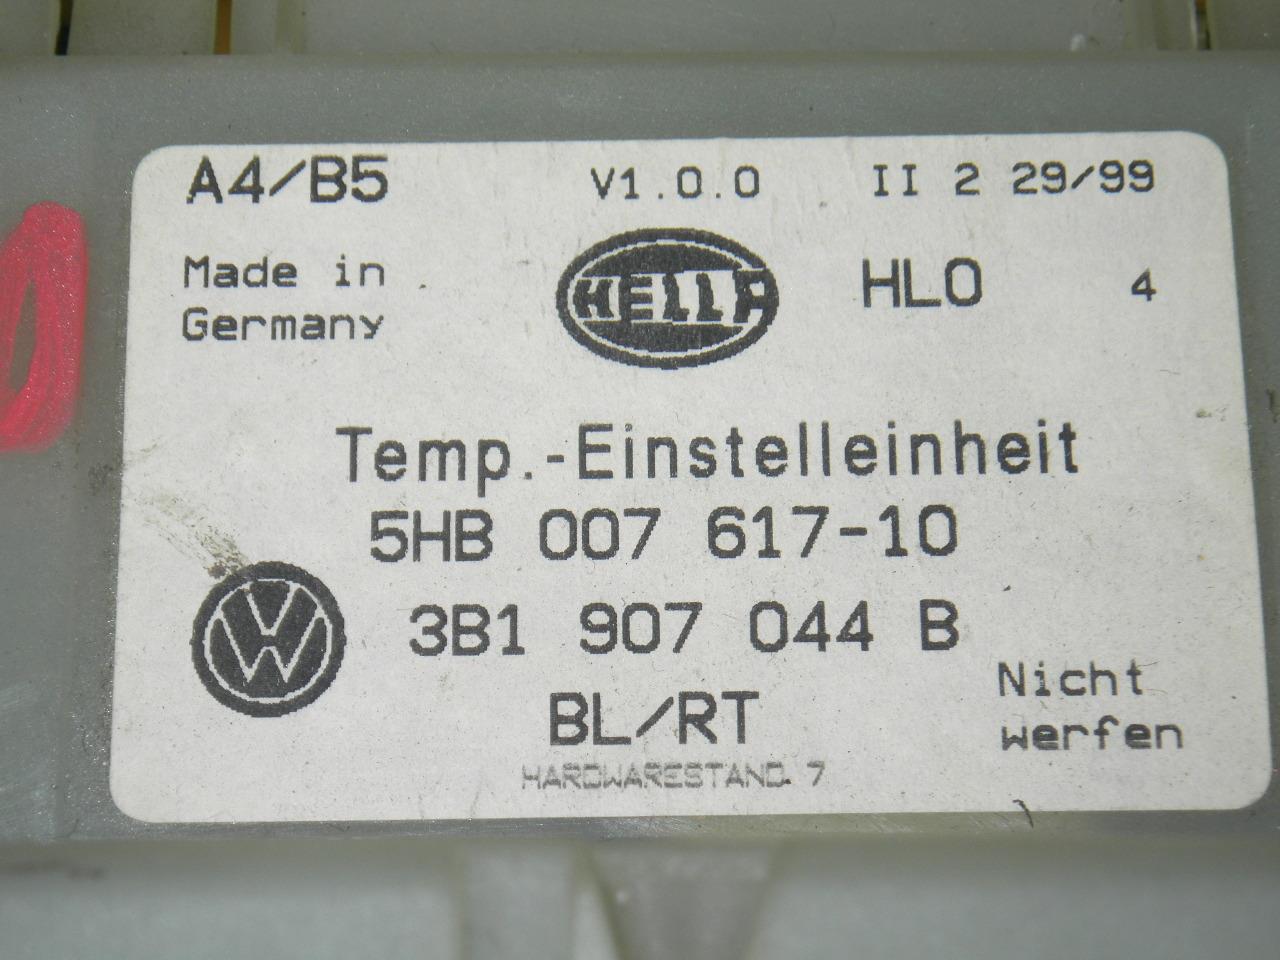 A4/B5 V1.0.0 II 2 29/99
Made in
Germany
HELLA HLO 4
Temp.-Einstelleinheit
5HB 007 617-10
VW 3B1 907 044 B
BL/RT
Nicht
werfen
HARDWARESTAND 7